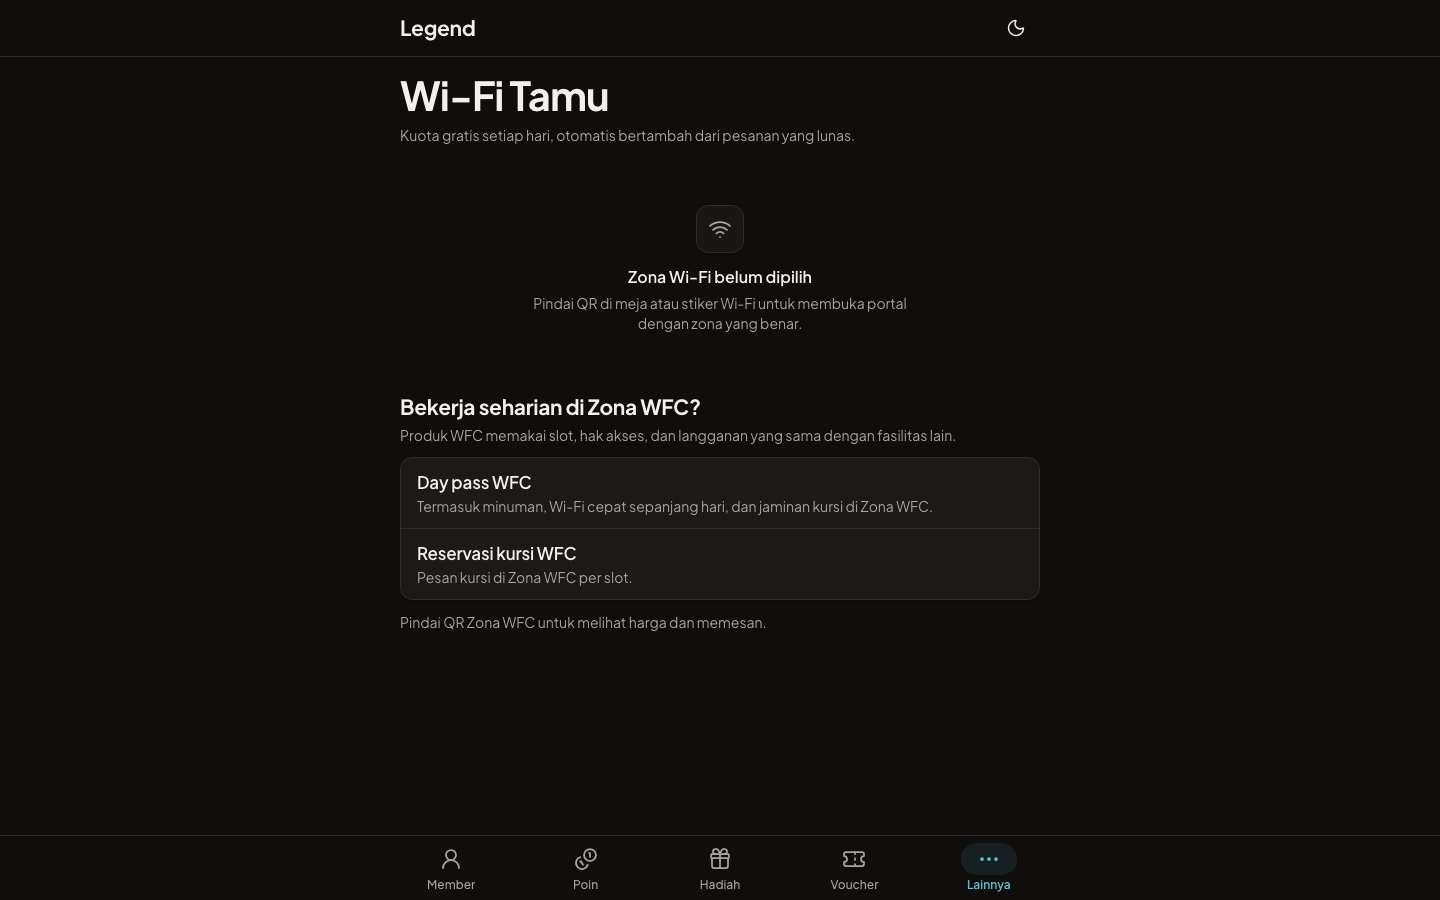 Legend
Wi-Fi Tamu
Kuota gratis setiap hari, otomatis bertambah dari pesanan yang lunas.
Zona Wi-Fi belum dipilih
Pindai QR di meja atau stiker Wi-Fi untuk membuka portal
dengan zona yang benar.
Bekerja seharian di Zona WFC?
Produk WFC memakai slot, hak akses, dan langganan yang sama dengan fasilitas lain.
Day pass WFC
Termasuk minuman, Wi-Fi cepat sepanjang hari, dan jaminan kursi di Zona WFC.
Reservasi kursi WFC
Pesan kursi di Zona WFC per slot.
Pindai QR Zona WFC untuk melihat harga dan memesan.
Member
Poin
Hadiah
Voucher
Lainnya